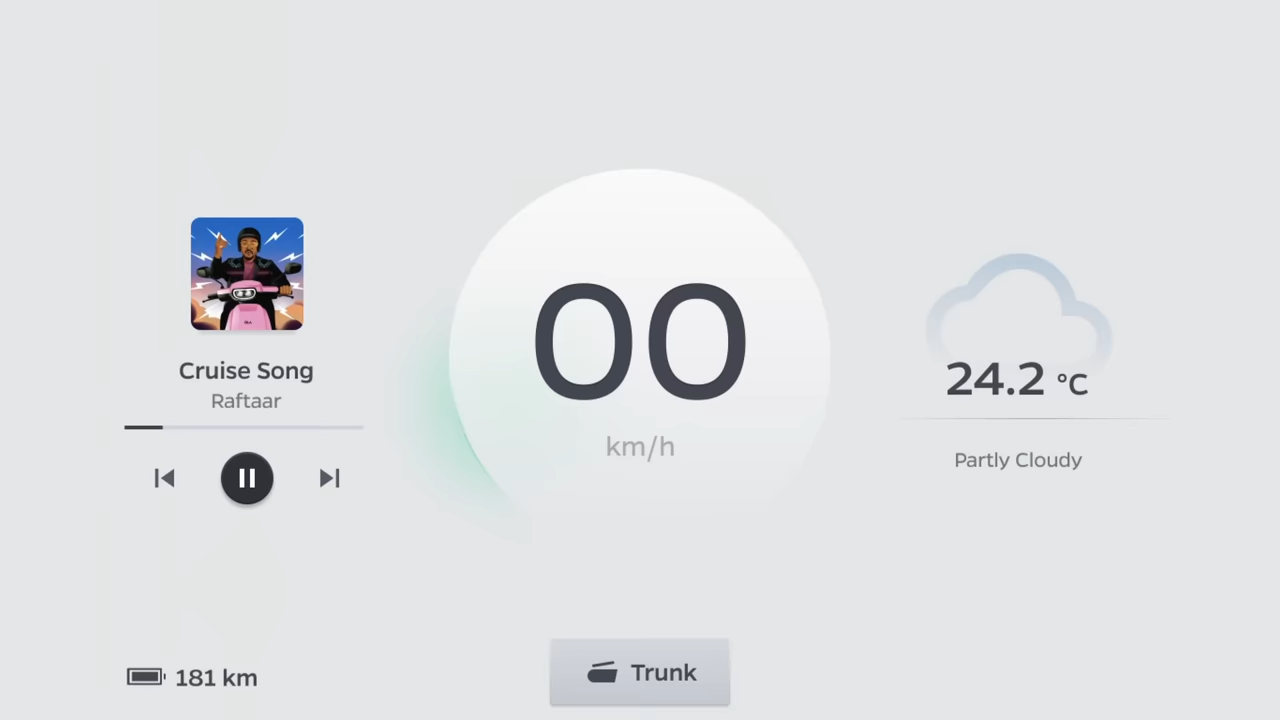 Cruise Song
Raftaar
00
km/h
24.2 °C
Partly Cloudy
181 km
Trunk